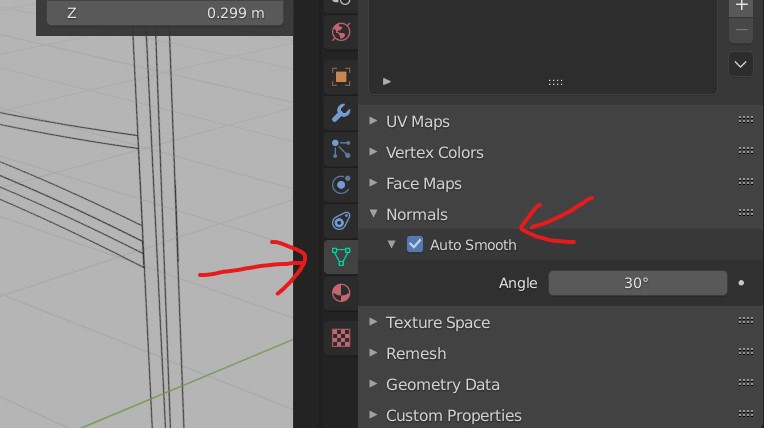 Z 0.299 m
UV Maps
Vertex Colors
Face Maps
Normals
Auto Smooth
Angle 30°
Texture Space
Remesh
Geometry Data
Custom Properties